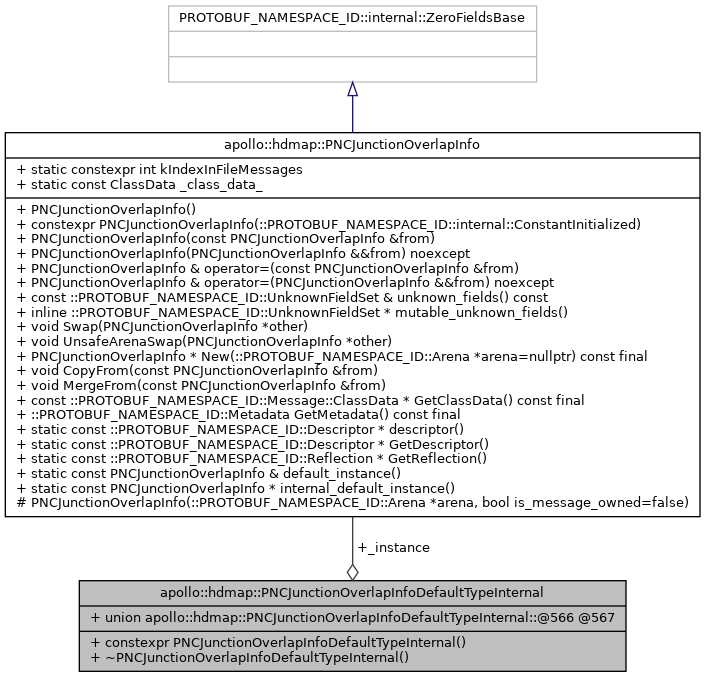 PROTOBUF_NAMESPACE_ID::internal::ZeroFieldsBase
apollo::hdmap::PNCJunctionOverlapInfo
+ static constexpr int kIndexInFileMessages
+ static const ClassData _class_data_
+ PNCJunctionOverlapInfo()
+ constexpr PNCJunctionOverlapInfo(::PROTOBUF_NAMESPACE_ID::internal::ConstantInitialized)
+ PNCJunctionOverlapInfo(const PNCJunctionOverlapInfo &from)
+ PNCJunctionOverlapInfo(PNCJunctionOverlapInfo &&from) noexcept
+ PNCJunctionOverlapInfo & operator=(const PNCJunctionOverlapInfo &from)
+ PNCJunctionOverlapInfo & operator=(PNCJunctionOverlapInfo &&from) noexcept
+ const ::PROTOBUF_NAMESPACE_ID::UnknownFieldSet & unknown_fields() const
+ inline ::PROTOBUF_NAMESPACE_ID::UnknownFieldSet * mutable_unknown_fields()
+ void Swap(PNCJunctionOverlapInfo *other)
+ void UnsafeArenaSwap(PNCJunctionOverlapInfo *other)
+ PNCJunctionOverlapInfo * New(::PROTOBUF_NAMESPACE_ID::Arena *arena=nullptr) const final
+ void CopyFrom(const PNCJunctionOverlapInfo &from)
+ void MergeFrom(const PNCJunctionOverlapInfo &from)
+ const ::PROTOBUF_NAMESPACE_ID::Message::ClassData * GetClassData() const final
+ ::PROTOBUF_NAMESPACE_ID::Metadata GetMetadata() const final
+ static const ::PROTOBUF_NAMESPACE_ID::Descriptor * descriptor()
+ static const ::PROTOBUF_NAMESPACE_ID::Descriptor * GetDescriptor()
+ static const ::PROTOBUF_NAMESPACE_ID::Reflection * GetReflection()
+ static const PNCJunctionOverlapInfo & default_instance()
+ static const PNCJunctionOverlapInfo * internal_default_instance()
# PNCJunctionOverlapInfo(::PROTOBUF_NAMESPACE_ID::Arena *arena, bool is_message_owned=false)
+_instance
apollo::hdmap::PNCJunctionOverlapInfoDefaultTypeInternal
+ union apollo::hdmap::PNCJunctionOverlapInfoDefaultTypeInternal::@566 @567
+ constexpr PNCJunctionOverlapInfoDefaultTypeInternal()
+ ~PNCJunctionOverlapInfoDefaultTypeInternal()